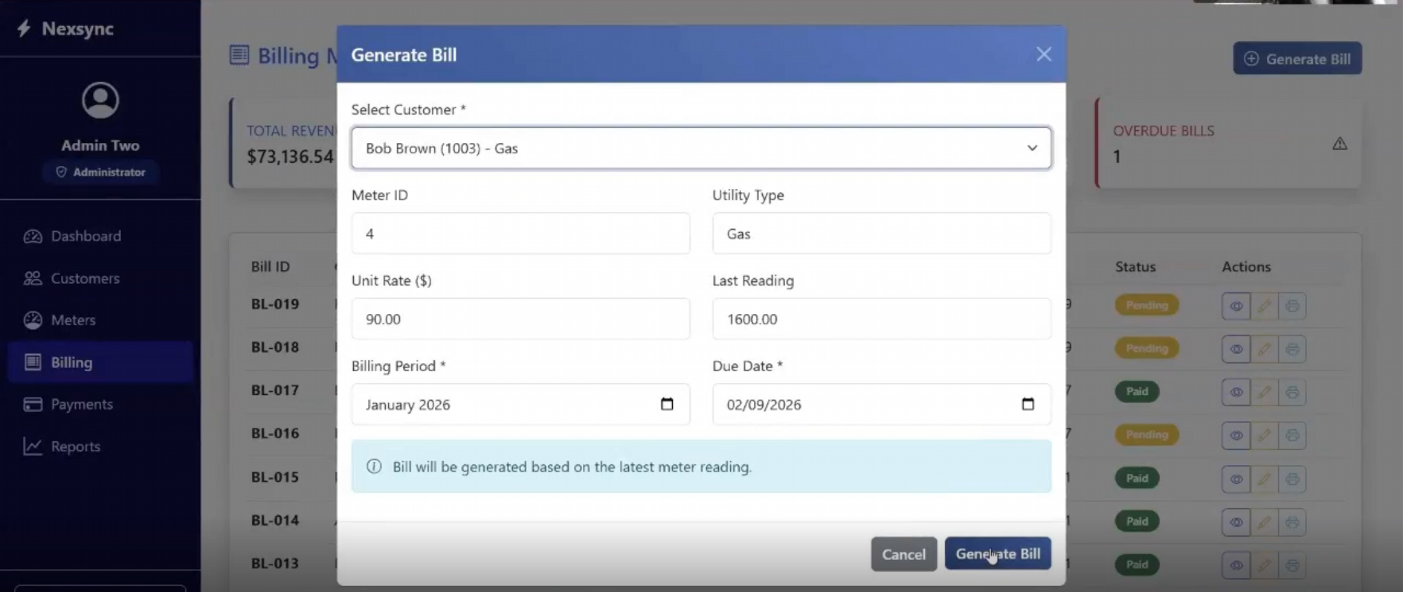 Nexsync
Admin Two
Administrator
Dashboard
Customers
Meters
Billing
Payments
Reports
Billing
Generate Bill
TOTAL
$73,136.54
OVERDUE BILLS
1
Generate Bill
Select Customer *
Bob Brown (1003) - Gas
Meter ID Utility Type
4 Gas
Unit Rate ($) Last Reading
90.00 1600.00
Billing Period * Due Date *
January 2026 02/09/2026
Bill will be generated based on the latest meter reading.
Cancel Generate Bill
Bill ID Status Actions
BL-019 Pending
BL-018 Pending
BL-017 Paid
BL-016 Pending
BL-015 Paid
BL-014 Paid
BL-013 Paid